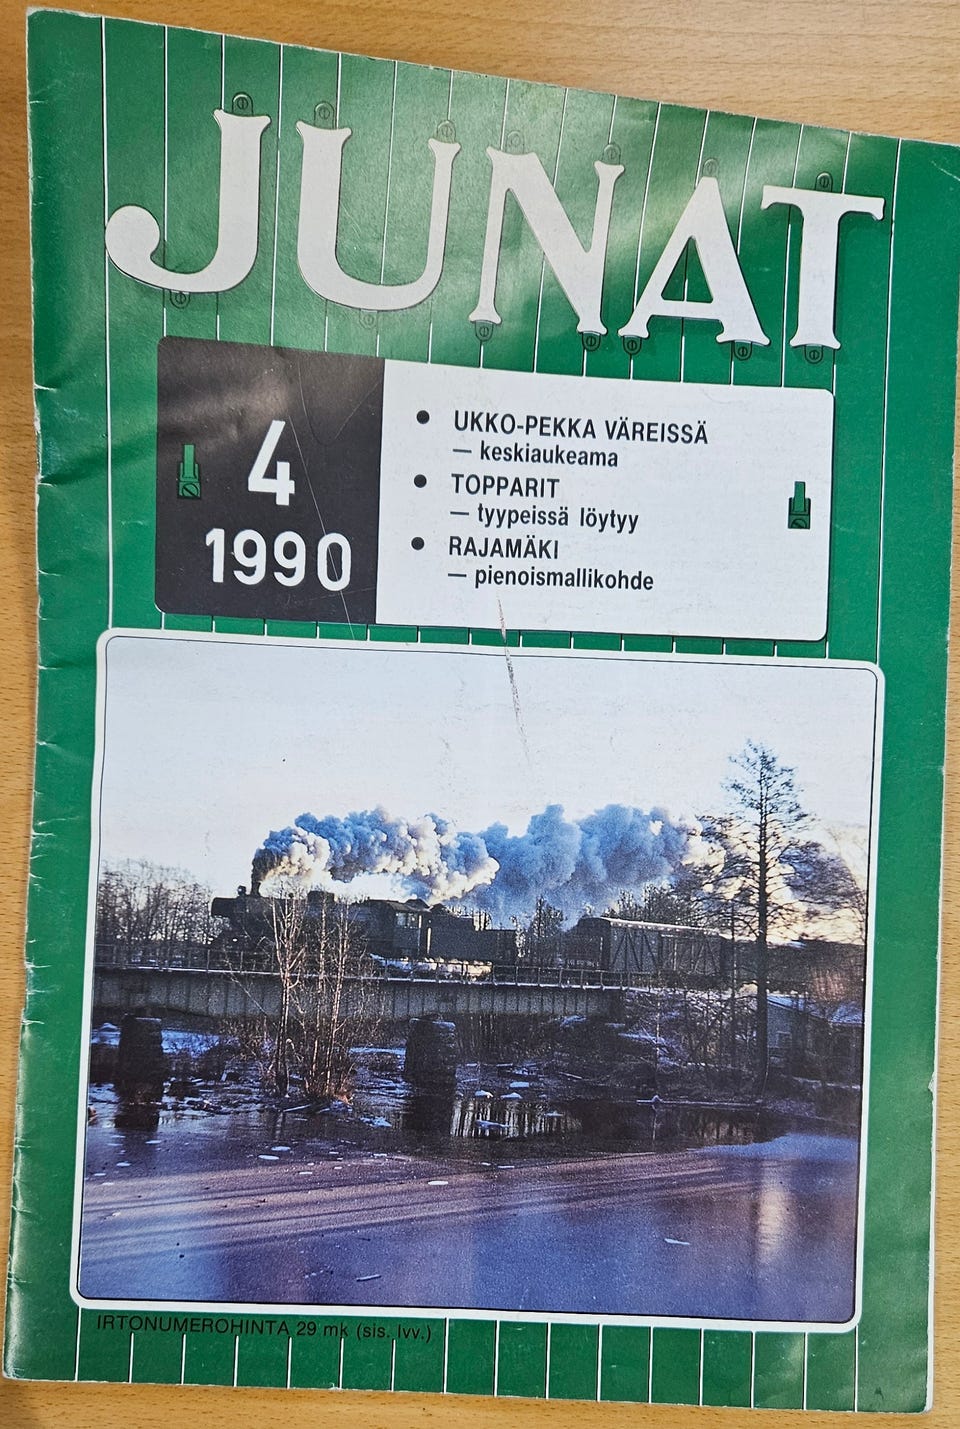 JUNAT
4
1990
● UKKO-PEKKA VÄREISSÄ
— keskiaukeama
● TOPPARIT
— tyypeissä löytyy
● RAJAMÄKI
— pienoismallikohde
IRTONUMEROHINTA 29 mk (sis. lvv.)